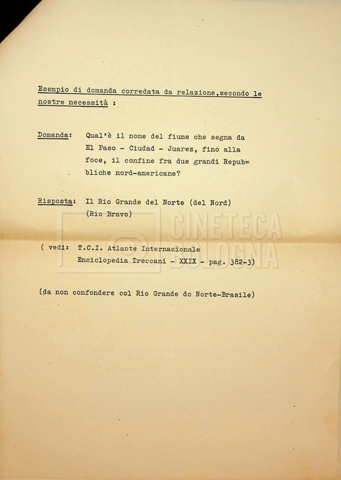 Esempio di domanda corredata da relazione,secondo le
nostre necessità :
Domanda: Qual'è il nome del fiume che segna da
El Paso - Ciudad - Juarez, fino alla
foce, il confine fra due grandi Repub=
bliche nord-americane?
Risposta: Il Rio Grande del Norte (del Nord)
(Rio Bravo)
CINETECA
BOLOGNA
( vedi: T.C.I. Atlante Internazionale
Enciclopedia Treccani - XXIX - pag. 382-3)
(da non confondere col Rio Grande do Norte-Brasile)